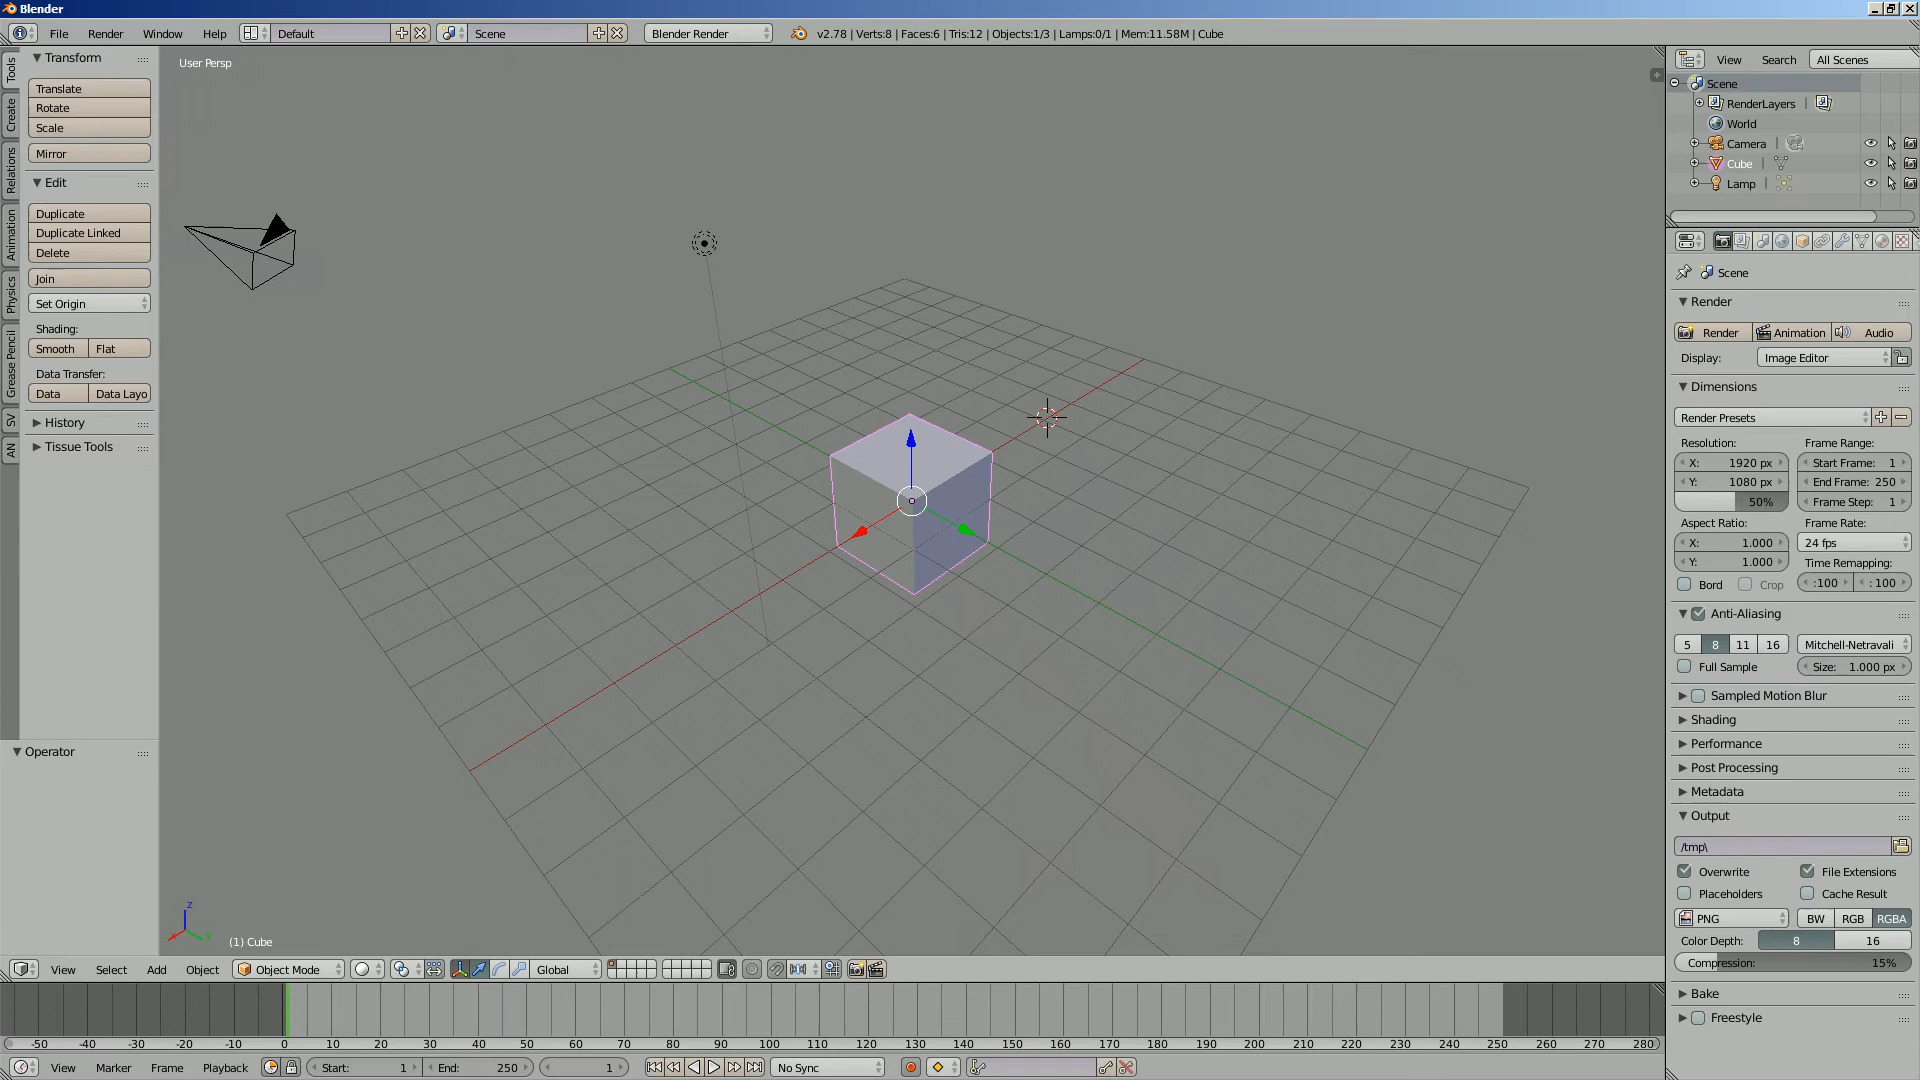 Blender
File Render Window Help Default Scene Blender Render v2.78 | Verts:8 | Faces:6 | Tris:12 | Objects:1/3 | Lamps:0/1 | Mem:11.58M | Cube
Tools
Create
Relations
Animation
Physics
Grease Pencil
SV
AN
Transform
Translate
Rotate
Scale
Mirror
Edit
Duplicate
Duplicate Linked
Delete
Join
Set Origin
Shading:
Smooth Flat
Data Transfer:
Data Data Layo
History
Tissue Tools
Operator
User Persp
z
x
y
(1) Cube
View Search All Scenes
Scene
RenderLayers |
World
Camera |
Cube |
Lamp |
Scene
Render
Render Animation Audio
Display: Image Editor
Dimensions
Render Presets
Resolution: Frame Range:
X: 1920 px Start Frame: 1
Y: 1080 px End Frame: 250
50% Frame Step: 1
Aspect Ratio: Frame Rate:
X: 1.000 24 fps
Y: 1.000 Time Remapping:
Bord Crop :100 : 100
Anti-Aliasing
5 8 11 16 Mitchell-Netravali
Full Sample Size: 1.000 px
Sampled Motion Blur
Shading
Performance
Post Processing
Metadata
Output
/tmp\
Overwrite File Extensions
Placeholders Cache Result
PNG BW RGB RGBA
Color Depth: 8 16
Compression: 15%
Bake
Freestyle
View Select Add Object Object Mode Global
-50 -40 -30 -20 -10 0 10 20 30 40 50 60 70 80 90 100 110 120 130 140 150 160 170 180 190 200 210 220 230 240 250 260 270 280
View Marker Frame Playback Start: 1 End: 250 1 No Sync